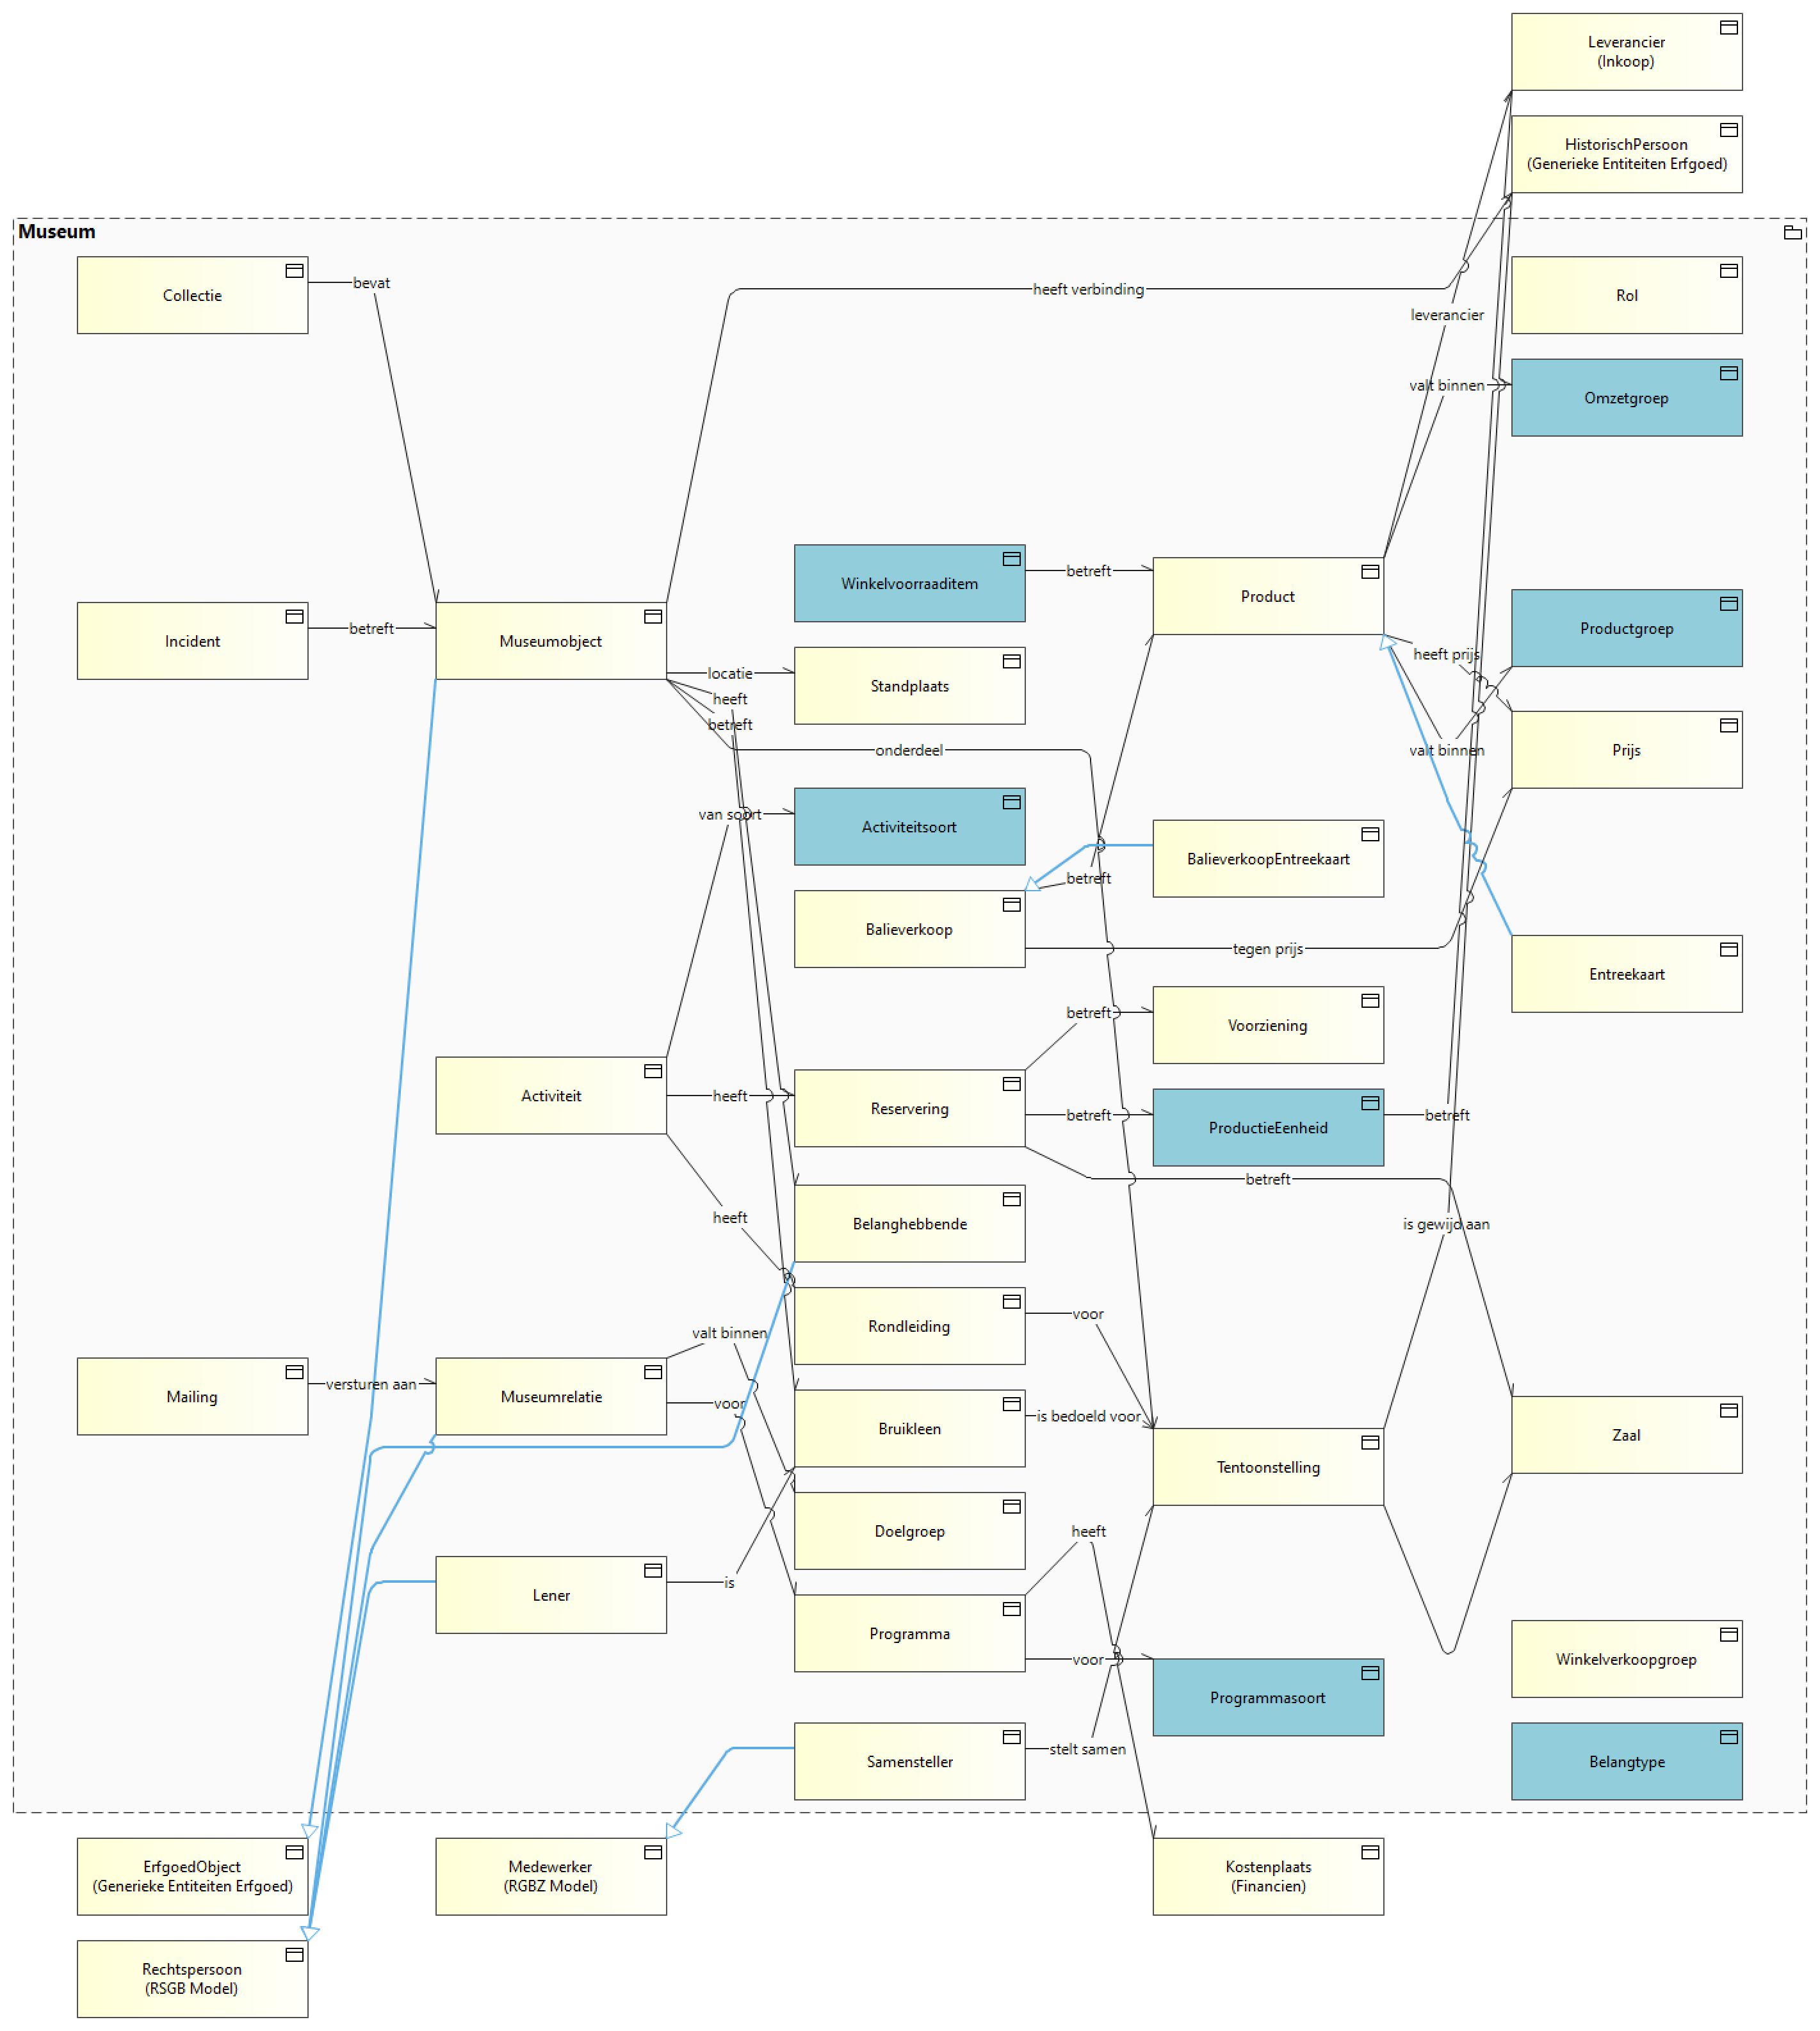 Leverancier
(Inkoop)
HistorischPersoon
(Generieke Entiteiten Erfgoed)
Museum
Collectie
bevat
heeft verbinding
Rol
leverancier
valt binnen
Omzetgroep
Winkelvoorraaditem
betreft
Product
Productgroep
Incident
betreft
Museumobject
heeft prijs
locatie
Standplaats
heeft
betreft
onderdeel
valt binnen
Prijs
van soort
Activiteitsoort
BalieverkoopEntreekaart
betreft
Balieverkoop
tegen prijs
Entreekaart
betreft
Voorziening
Activiteit
heeft
Reservering
betreft
ProductieEenheid
betreft
betreft
heeft
Belanghebbende
is gewijd aan
Rondleiding
voor
valt binnen
Mailing
versturen aan
Museumrelatie
voor
Bruikleen
is bedoeld voor
Tentoonstelling
Zaal
Doelgroep
heeft
Lener
is
Programma
voor
Programmasoort
Winkelverkoopgroep
Samensteller
stelt samen
Belangtype
ErfgoedObject
(Generieke Entiteiten Erfgoed)
Medewerker
(RGBZ Model)
Kostenplaats
(Financien)
Rechtspersoon
(RSGB Model)